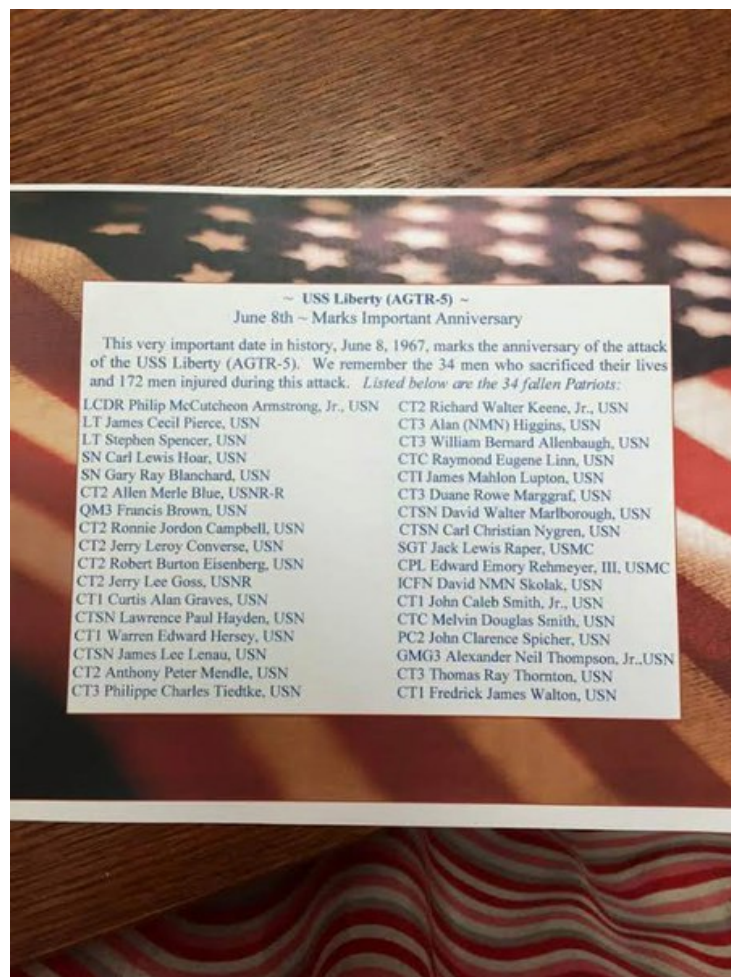 ~ USS Liberty (AGTR-5) ~
June 8th ~ Marks Important Anniversary
This very important date in history, June 8, 1967, marks the anniversary of the attack
of the USS Liberty (AGTR-5). We remember the 34 men who sacrificed their lives
and 172 men injured during this attack. Listed below are the 34 fallen Patriots:
LCDR Philip McCutcheon Armstrong, Jr., USN
LT James Cecil Pierce, USN
LT Stephen Spencer, USN
SN Carl Lewis Hoar, USN
SN Gary Ray Blanchard, USN
CT2 Allen Merle Blue, USNR-R
QM3 Francis Brown, USN
CT2 Ronnie Jordon Campbell, USN
CT2 Jerry Leroy Converse, USN
CT2 Robert Burton Eisenberg, USN
CT2 Jerry Lee Goss, USNR
CT1 Curtis Alan Graves, USN
CTSN Lawrence Paul Hayden, USN
CT1 Warren Edward Hersey, USN
CTSN James Lee Lenau, USN
CT2 Anthony Peter Mendle, USN
CT3 Philippe Charles Tiedtke, USN
CT2 Richard Walter Keene, Jr., USN
CT3 Alan (NMN) Higgins, USN
CT3 William Bernard Allenbaugh, USN
CTC Raymond Eugene Linn, USN
CT1 James Mahlon Lupton, USN
CT3 Duane Rowe Marggraf, USN
CTSN David Walter Marlborough, USN
CTSN Carl Christian Nygren, USN
SGT Jack Lewis Raper, USMC
CPL Edward Emory Rehmeyer, III, USMC
ICFN David NMN Skolak, USN
CT1 John Caleb Smith, Jr., USN
CTC Melvin Douglas Smith, USN
PC2 John Clarence Spicher, USN
GMG3 Alexander Neil Thompson, Jr.,USN
CT3 Thomas Ray Thornton, USN
CT1 Fredrick James Walton, USN